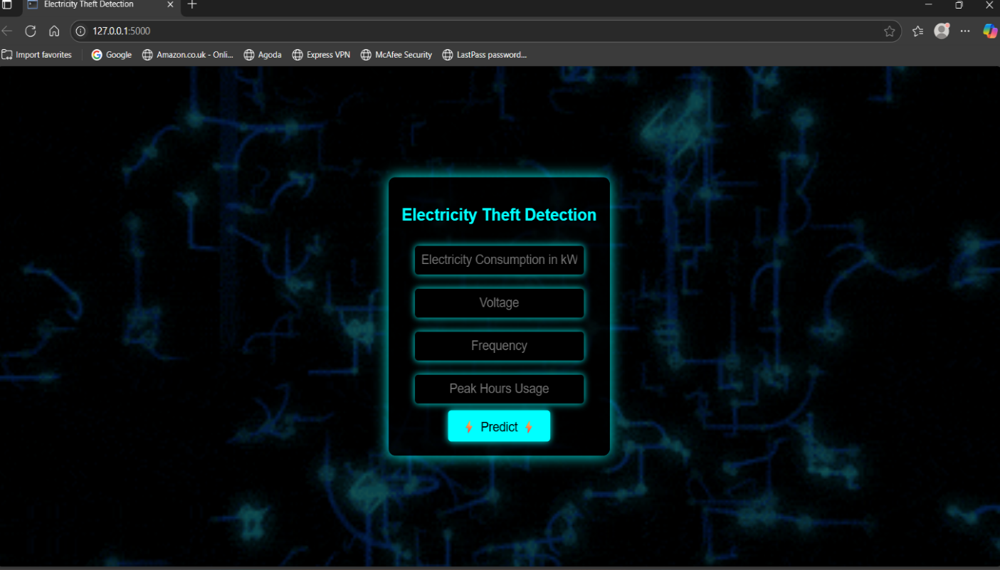 Electricity Theft Detection
127.0.0.1:5000
Import favorites Google Amazon.co.uk - Onli... Agoda Express VPN McAfee Security LastPass password...
Electricity Theft Detection
Electricity Consumption in kW
Voltage
Frequency
Peak Hours Usage
⚡ Predict ⚡